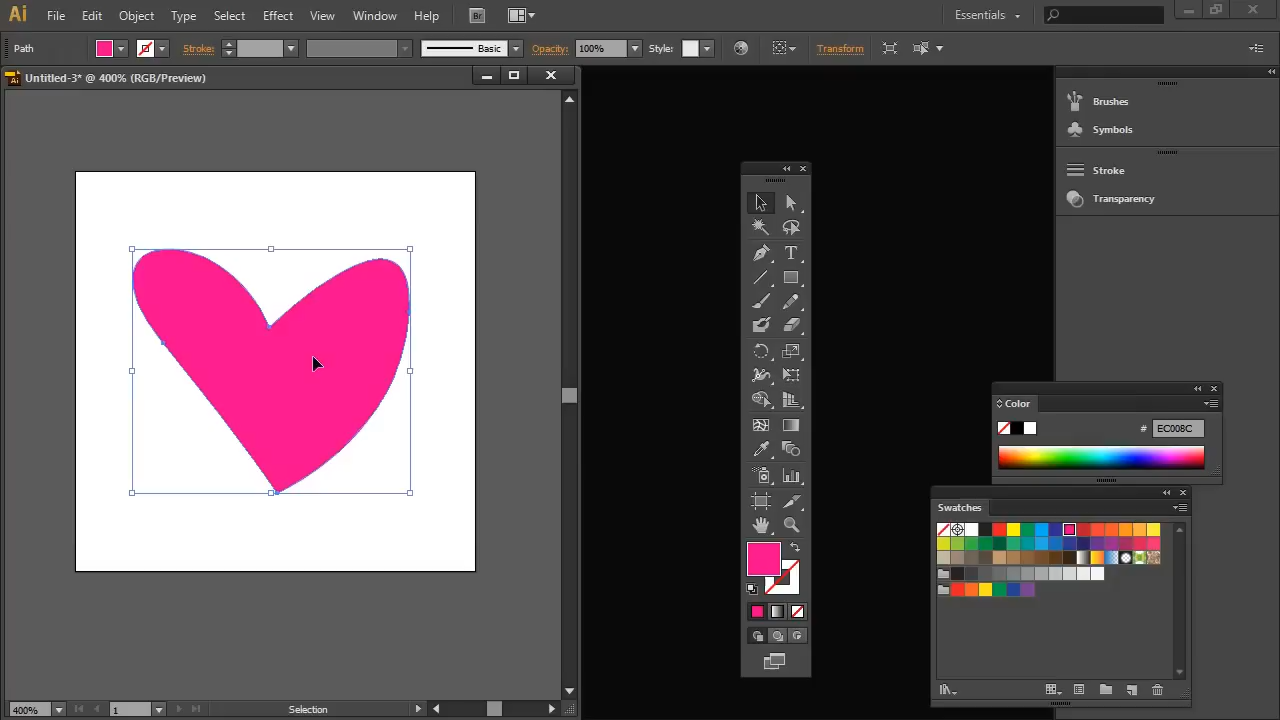 Ai File Edit Object Type Select Effect View Window Help Br Essentials
Path Stroke: Basic Opacity: 100% Style: Transform
Ai Untitled-3* @ 400% (RGB/Preview)
Brushes
Symbols
Stroke
Transparency
T
Color
# EC008C
Swatches
400% 1 Selection